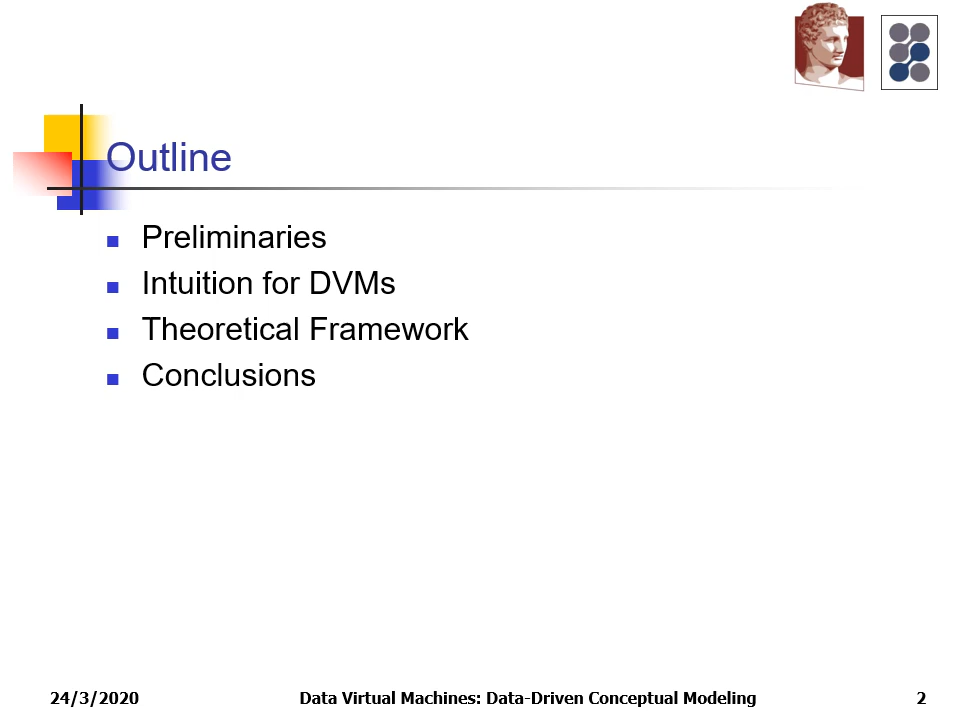 Outline
Preliminaries
Intuition for DVMs
Theoretical Framework
Conclusions
24/3/2020 Data Virtual Machines: Data-Driven Conceptual Modeling 2